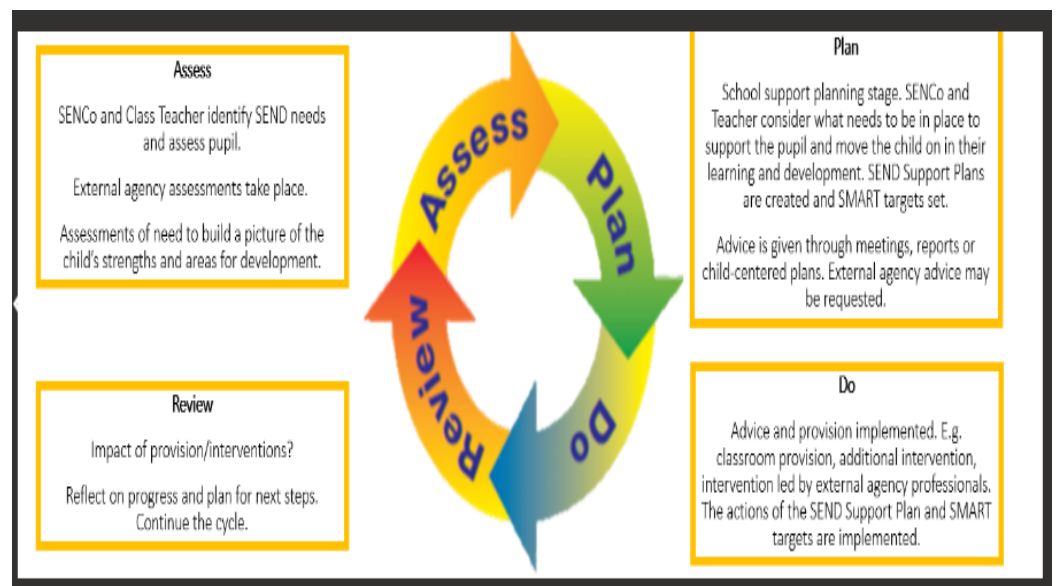 Assess
SENCo and Class Teacher identify SEND needs
and assess pupil.
External agency assessments take place.
Assessments of need to build a picture of the
child's strengths and areas for development.
Plan
School support planning stage. SENCo and
Teacher consider what needs to be in place to
support the pupil and move the child on in their
learning and development. SEND Support Plans
are created and SMART targets set.
Advice is given through meetings, reports or
child-centered plans. External agency advice may
be requested.
Assess
Plan
Do
Review
Review
Impact of provision/interventions?
Reflect on progress and plan for next steps.
Continue the cycle.
Do
Advice and provision implemented. E.g.
classroom provision, additional intervention,
intervention led by external agency professionals.
The actions of the SEND Support Plan and SMART
targets are implemented.